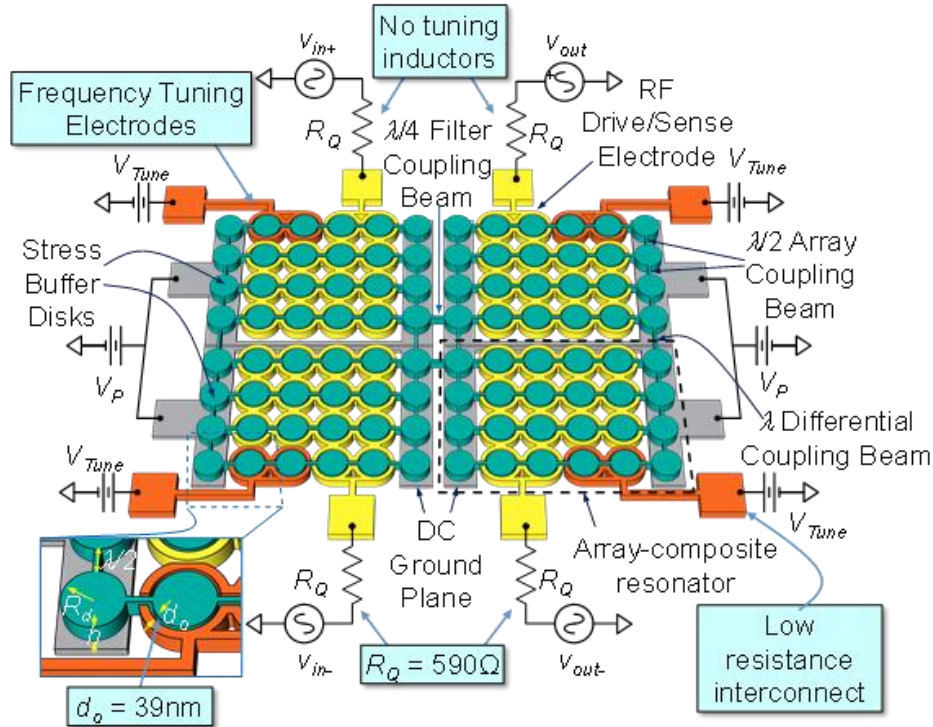 No tuning
inductors
v_in+
v_out
+
Frequency Tuning
Electrodes
R_Q
λ/4 Filter
Coupling
Beam
R_Q
RF
Drive/Sense
Electrode
V_Tune
V_Tune
Stress
Buffer
Disks
λ/2 Array
Coupling
Beam
V_P
V_P
λ Differential
Coupling Beam
V_Tune
V_Tune
DC
Ground
Plane
Array-composite
resonator
λ/2
R_d
h
d_o
R_Q
R_Q
v_in-
v_out-
R_Q = 590Ω
d_o = 39nm
Low
resistance
interconnect